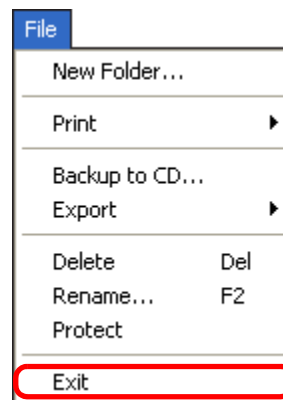 File
New Folder...
Print
Backup to CD...
Export
Delete Del
Rename... F2
Protect
Exit